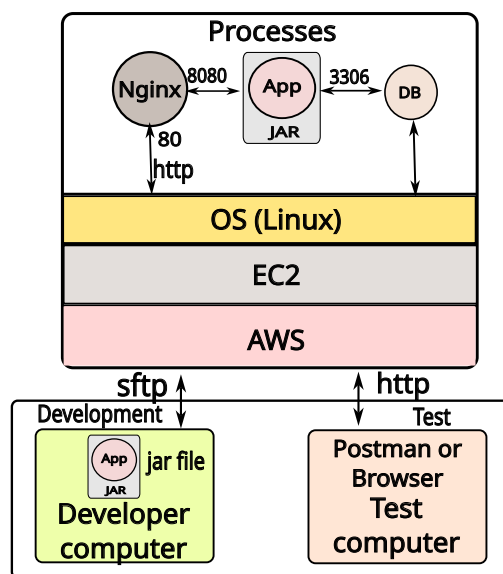 Processes
Nginx
8080
App
JAR
3306
DB
80
http
OS (Linux)
EC2
AWS
sftp
http
Development
Test
App
JAR
jar file
Developer
computer
Postman or
Browser
Test
computer